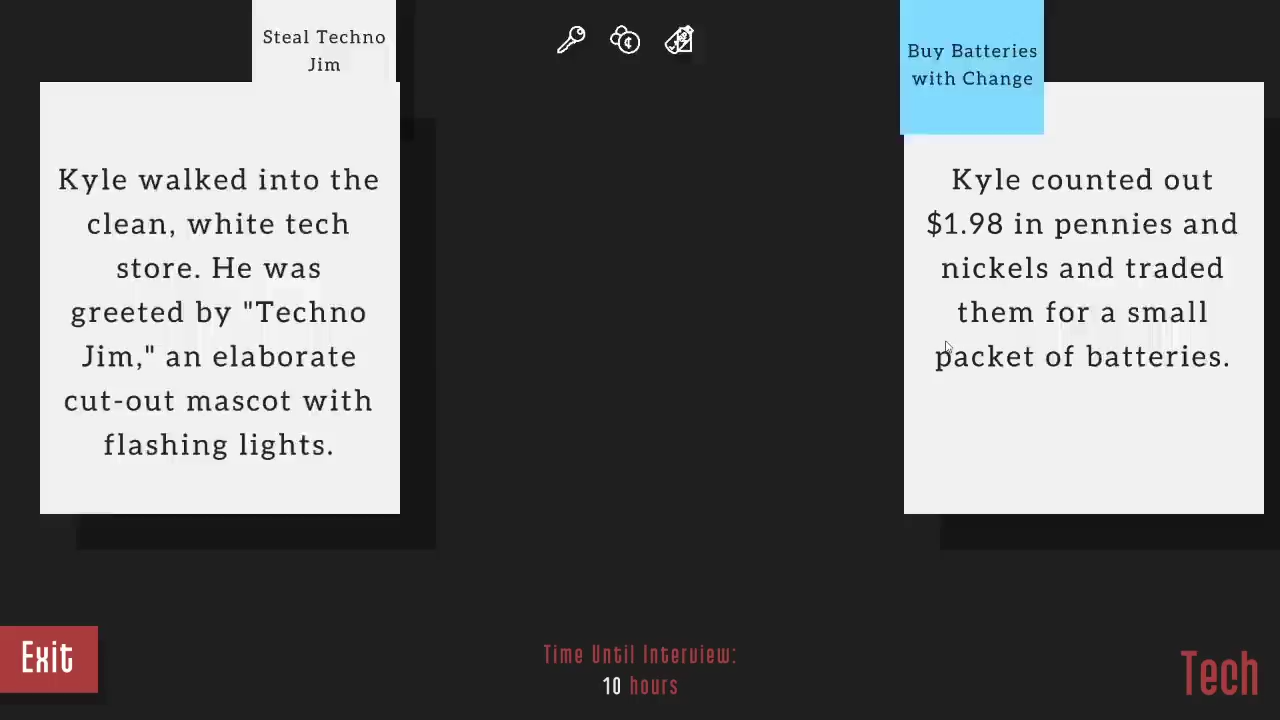 Steal Techno
Jim
Kyle walked into the
clean, white tech
store. He was
greeted by "Techno
Jim," an elaborate
cut-out mascot with
flashing lights.
Buy Batteries
with Change
Kyle counted out
$1.98 in pennies and
nickels and traded
them for a small
packet of batteries.
Exit
Time Until Interview:
10 hours
Tech